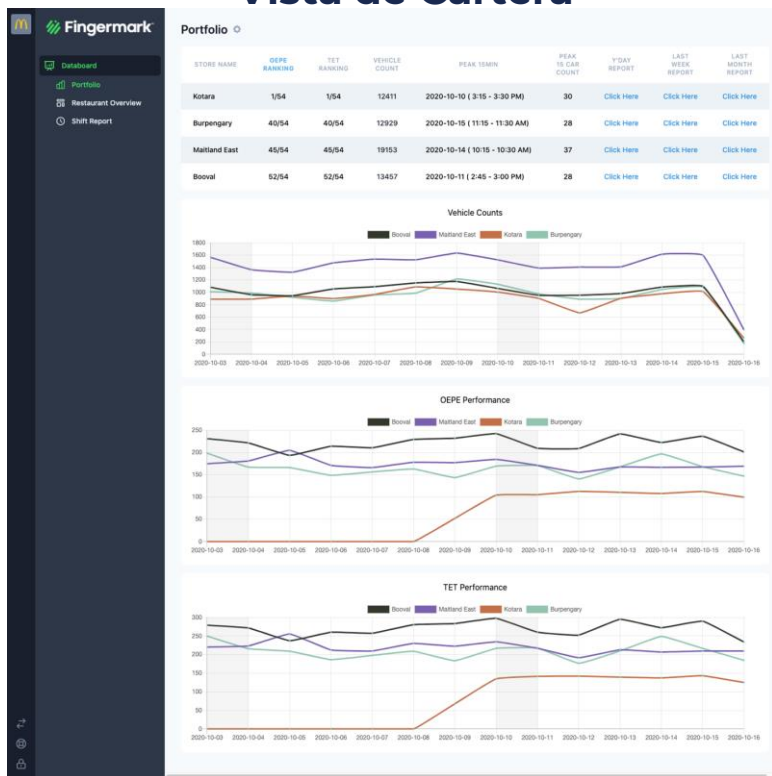 Vista de Cartera
Fingermark
Databoard
Portfolio
Restaurant Overview
Shift Report
Portfolio
STORE NAME OEPE RANKING TET RANKING VEHICLE COUNT PEAK 15MIN PEAK 15 CAR COUNT Y'DAY REPORT LAST WEEK REPORT LAST MONTH REPORT
Kotara 1/54 1/54 12411 2020-10-10 ( 3:15 - 3:30 PM) 30 Click Here Click Here Click Here
Burpengary 40/54 40/54 12929 2020-10-15 ( 11:15 - 11:30 AM) 28 Click Here Click Here Click Here
Maitland East 45/54 45/54 19153 2020-10-14 ( 10:15 - 10:30 AM) 37 Click Here Click Here Click Here
Booval 52/54 52/54 13457 2020-10-11 ( 2:45 - 3:00 PM) 28 Click Here Click Here Click Here
Vehicle Counts
Booval Maitland East Kotara Burpengary
1800
1600
1400
1200
1000
800
600
400
200
0
2020-10-03 2020-10-04 2020-10-05 2020-10-06 2020-10-07 2020-10-08 2020-10-09 2020-10-10 2020-10-11 2020-10-12 2020-10-13 2020-10-14 2020-10-15 2020-10-16
OEPE Performance
Booval Maitland East Kotara Burpengary
250
200
150
100
50
0
2020-10-03 2020-10-04 2020-10-05 2020-10-06 2020-10-07 2020-10-08 2020-10-09 2020-10-10 2020-10-11 2020-10-12 2020-10-13 2020-10-14 2020-10-15 2020-10-16
TET Performance
Booval Maitland East Kotara Burpengary
300
250
200
150
100
50
0
2020-10-03 2020-10-04 2020-10-05 2020-10-06 2020-10-07 2020-10-08 2020-10-09 2020-10-10 2020-10-11 2020-10-12 2020-10-13 2020-10-14 2020-10-15 2020-10-16